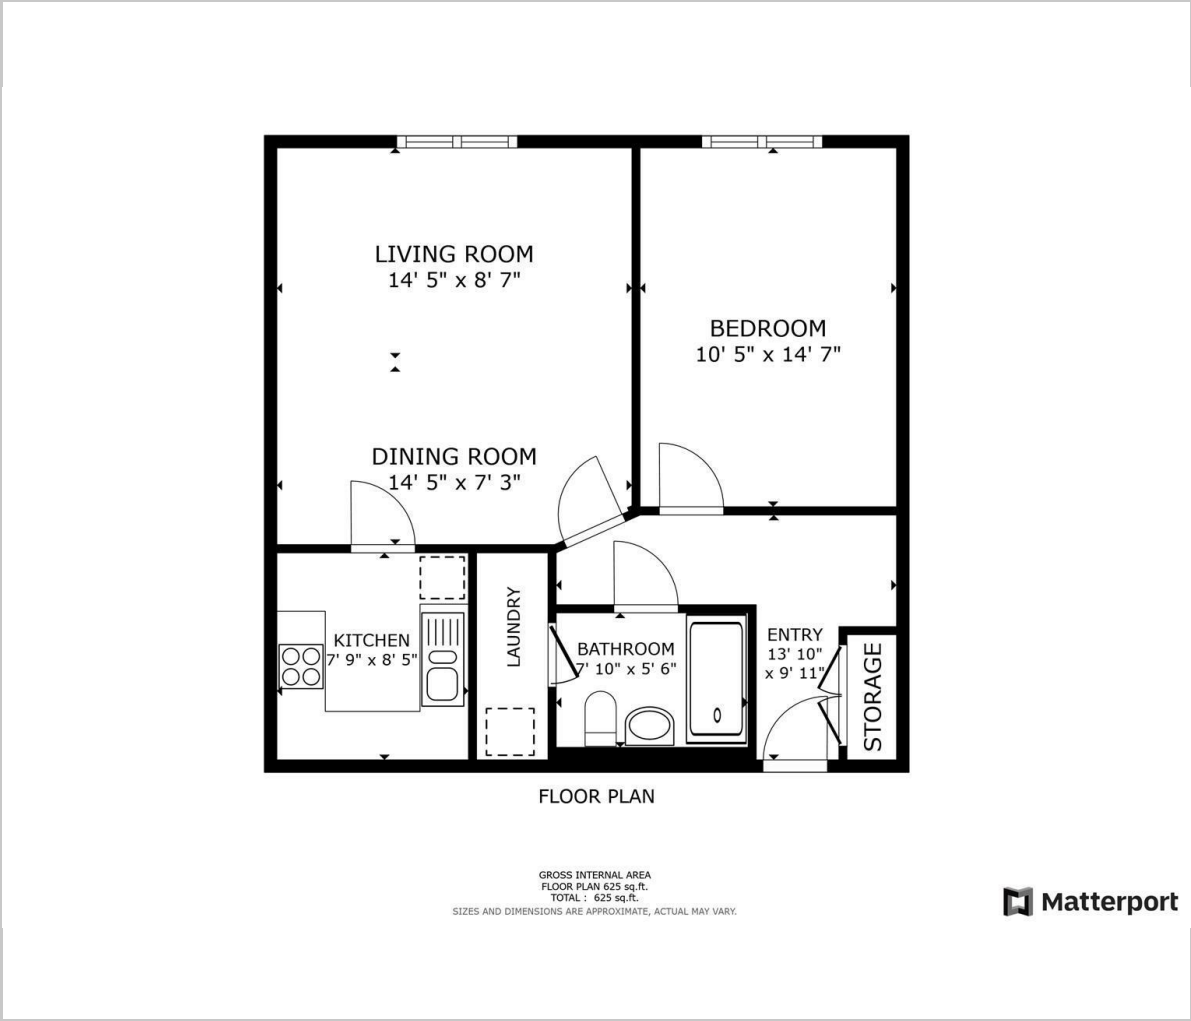 LIVING ROOM
14' 5" x 8' 7"
BEDROOM
10' 5" x 14' 7"
DINING ROOM
14' 5" x 7' 3"
KITCHEN
7' 9" x 8' 5"
LAUNDRY
BATHROOM
7' 10" x 5' 6"
ENTRY
13' 10"
x 9' 11"
STORAGE
FLOOR PLAN
GROSS INTERNAL AREA
FLOOR PLAN 625 sq.ft.
TOTAL : 625 sq.ft.
SIZES AND DIMENSIONS ARE APPROXIMATE, ACTUAL MAY VARY.
Matterport